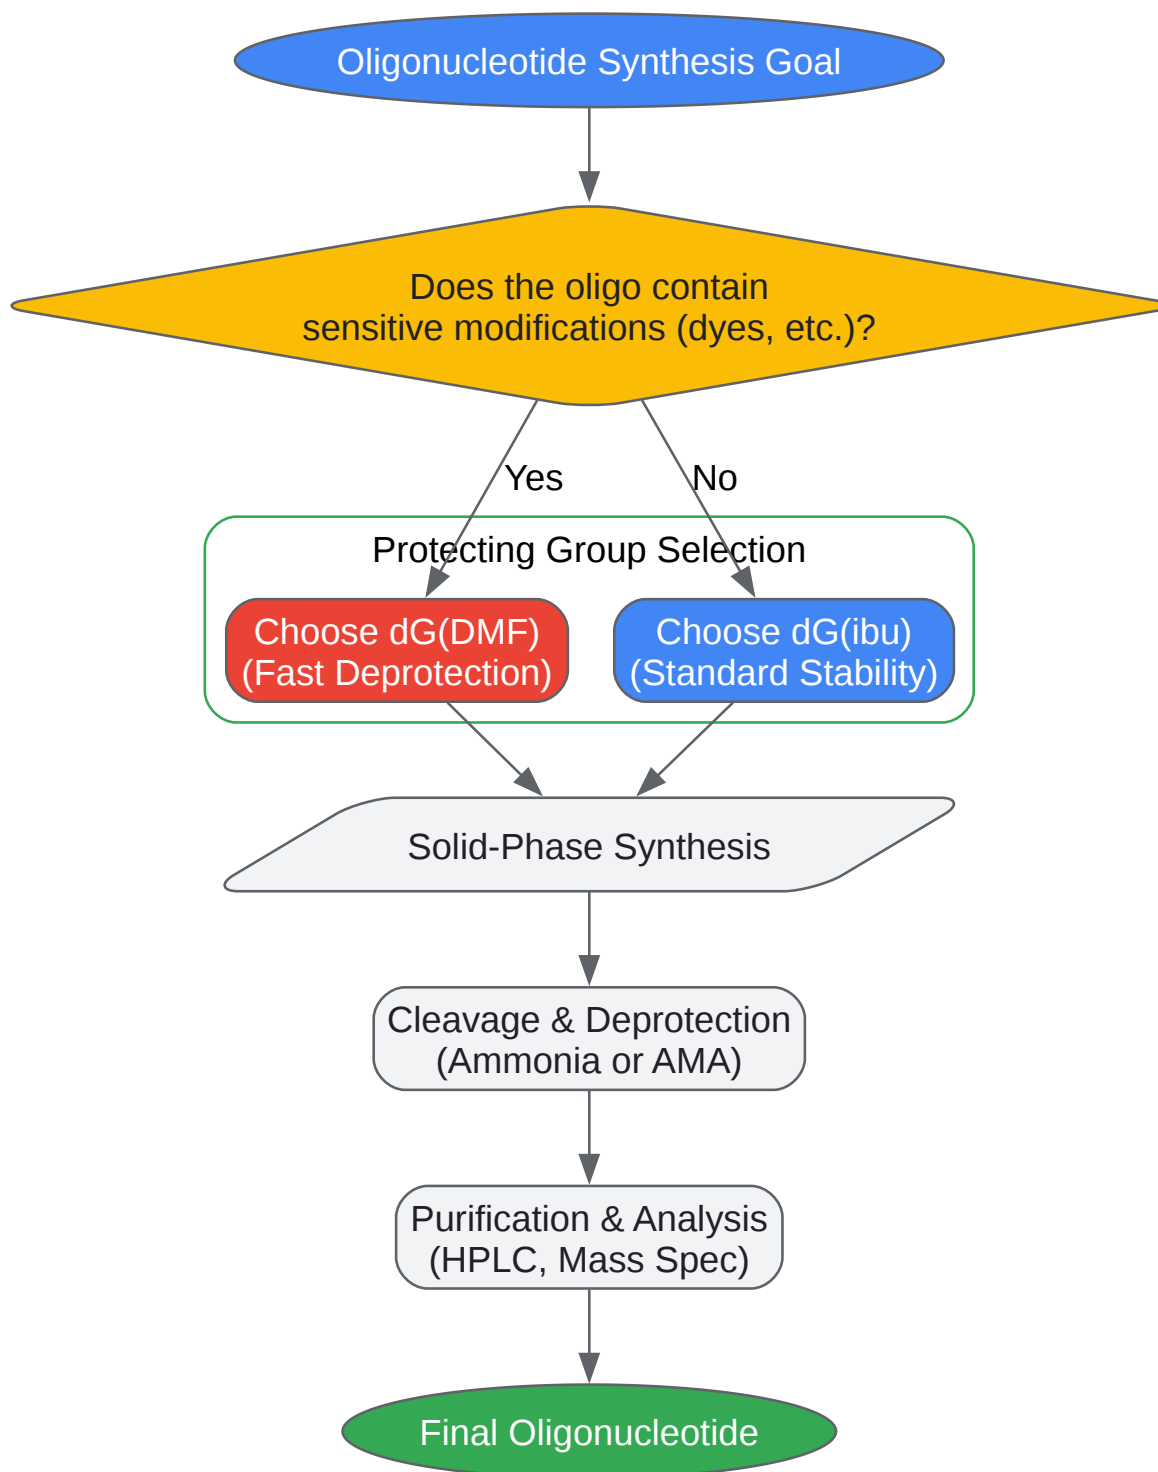 Oligonucleotide Synthesis Goal
Does the oligo contain
sensitive modifications (dyes, etc.)?
Yes
No
Protecting Group Selection
Choose dG(DMF)
(Fast Deprotection)
Choose dG(ibu)
(Standard Stability)
Solid-Phase Synthesis
Cleavage & Deprotection
(Ammonia or AMA)
Purification & Analysis
(HPLC, Mass Spec)
Final Oligonucleotide